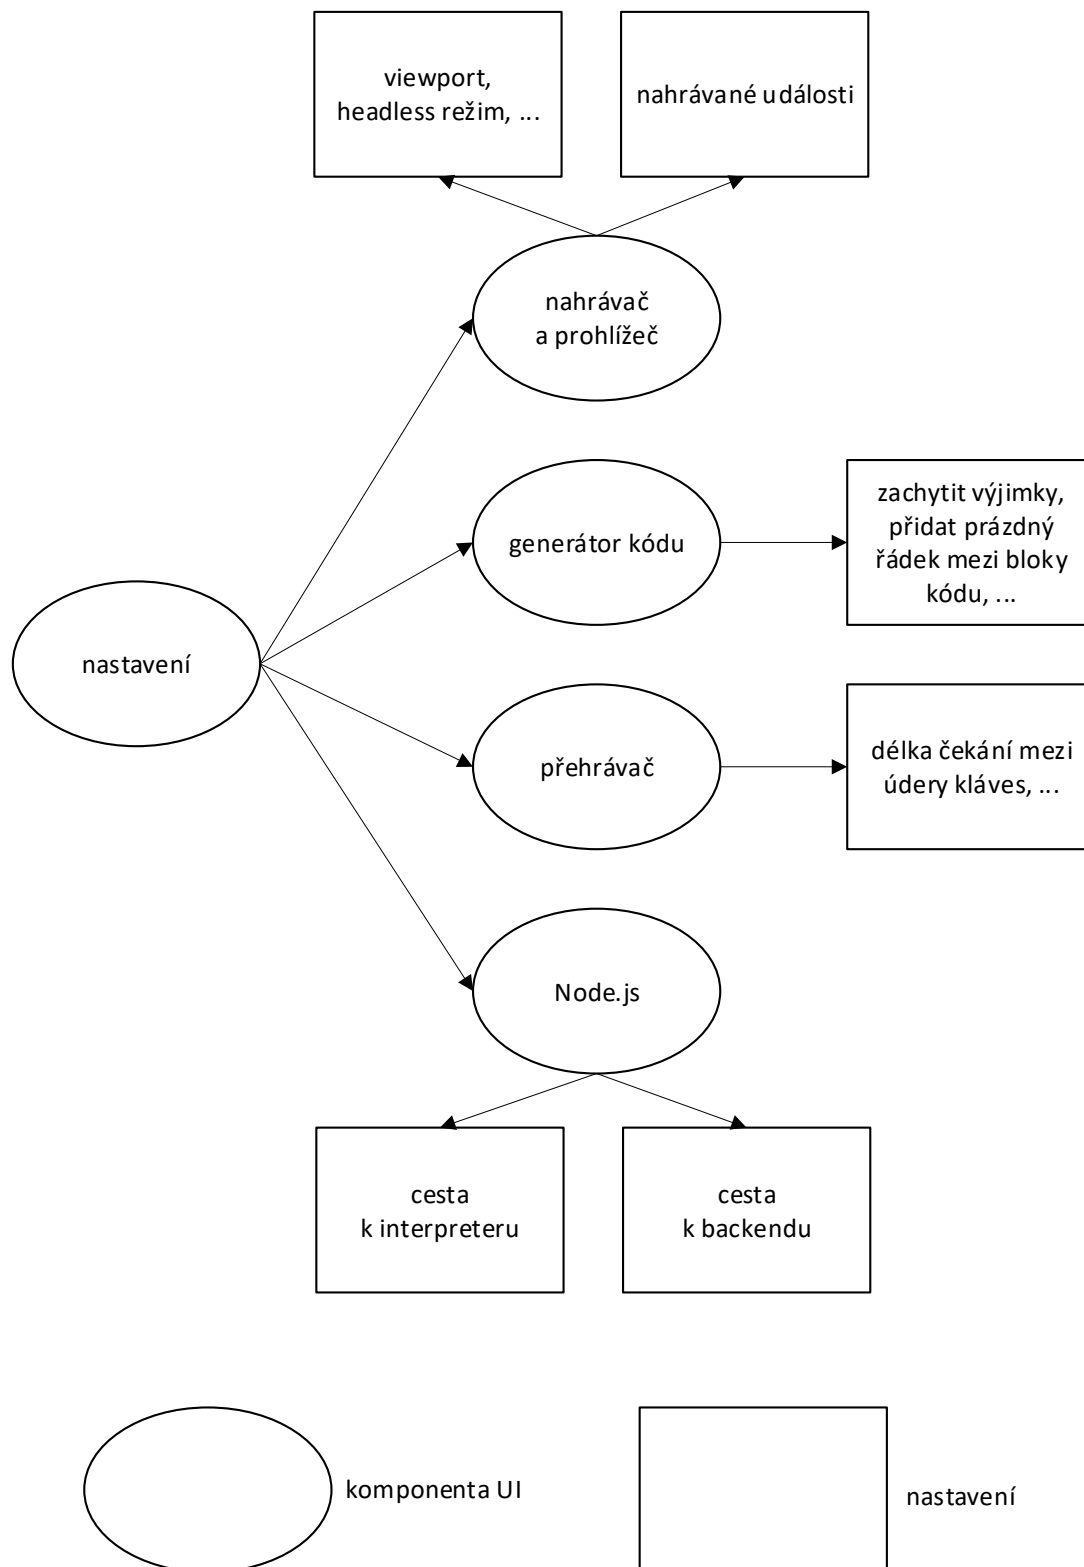 viewport,
headless režim, ...
nahrávané události
nahrávač
a prohlížeč
generátor kódu
zachytit výjimky,
přidat prázdný
řádek mezi bloky
kódu, ...
nastavení
přehrávač
délka čekání mezi
údery kláves, ...
Node.js
cesta
k interpreteru
cesta
k backendu
komponenta UI
nastavení